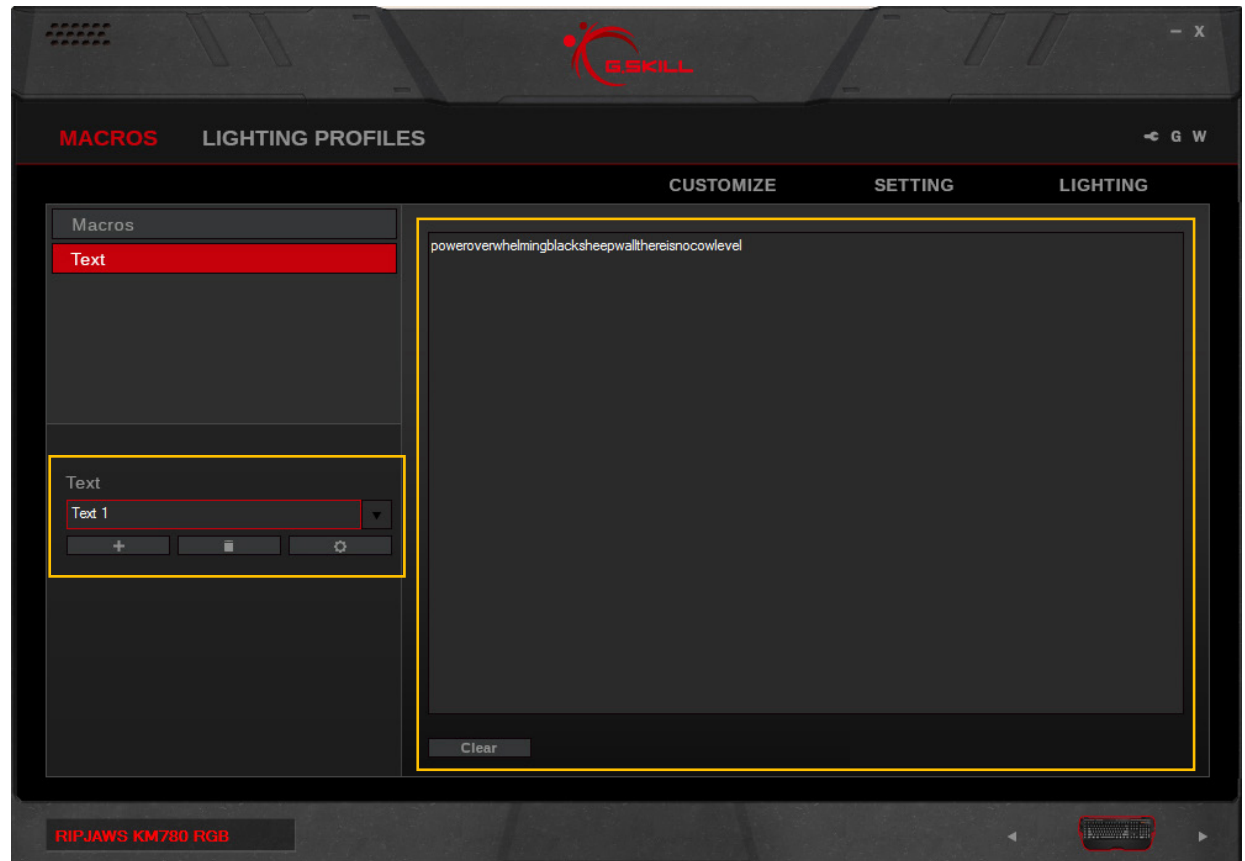 G.SKILL
– X
MACROS LIGHTING PROFILES
G W
CUSTOMIZE SETTING LIGHTING
Macros
Text
poweroverwhelmingblacksheepwallthereisnocowlevel
Text
Text 1
Clear
RIPJAWS KM780 RGB